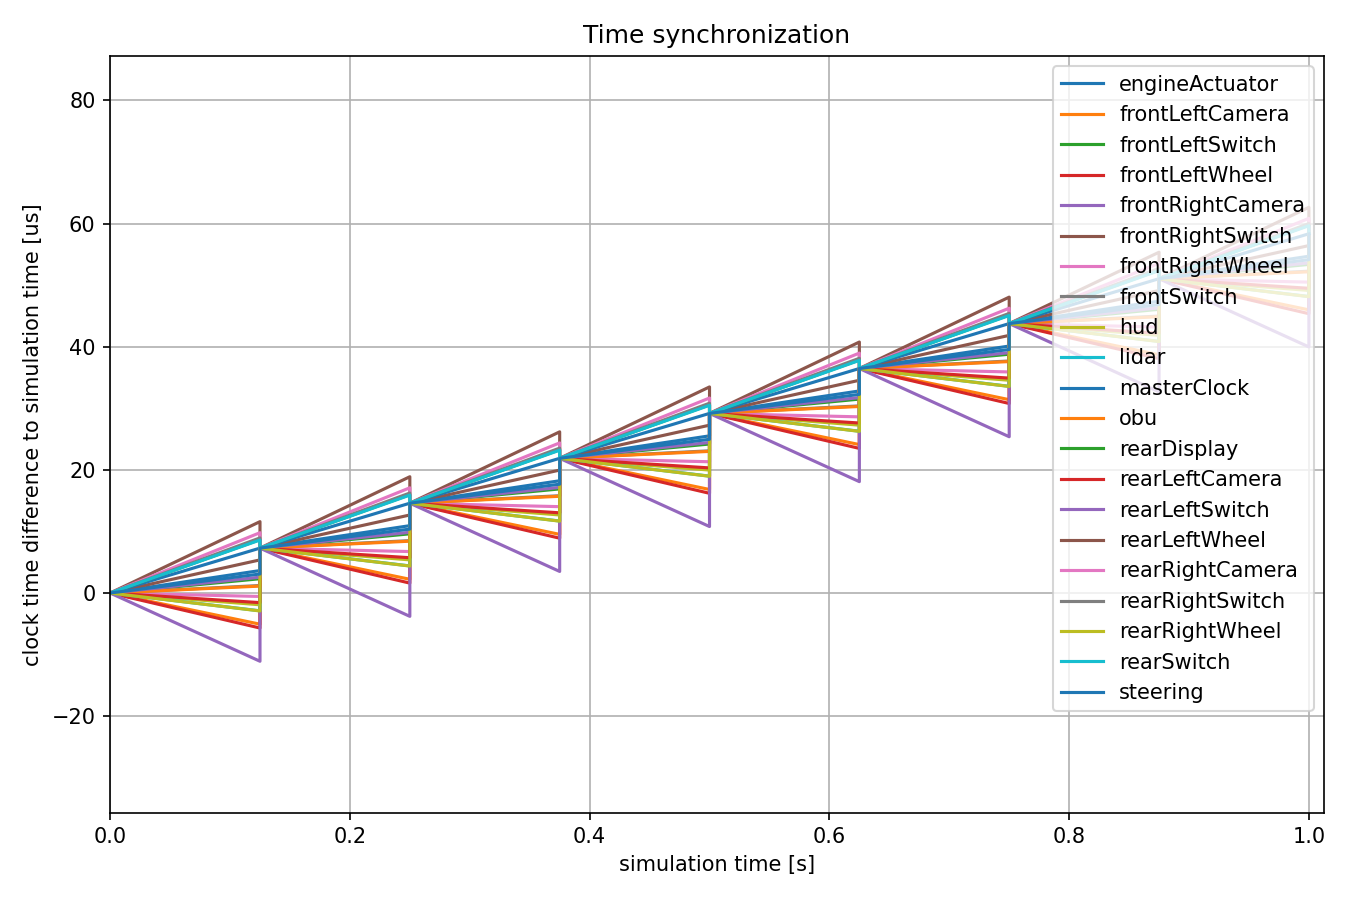 Time synchronization
clock time difference to simulation time [us]
80
60
40
20
0
−20
0.0
0.2
0.4
0.6
0.8
1.0
simulation time [s]
engineActuator
frontLeftCamera
frontLeftSwitch
frontLeftWheel
frontRightCamera
frontRightSwitch
frontRightWheel
frontSwitch
hud
lidar
masterClock
obu
rearDisplay
rearLeftCamera
rearLeftSwitch
rearLeftWheel
rearRightCamera
rearRightSwitch
rearRightWheel
rearSwitch
steering